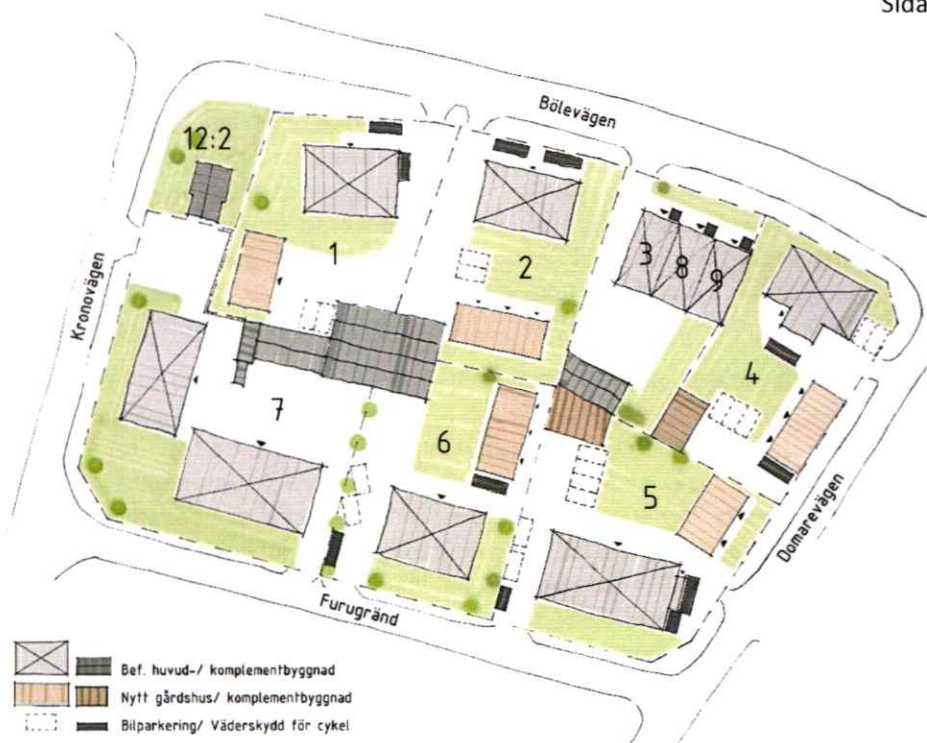 Sida
Bölevägen
12:2
1
2
3
8
9
4
Kronovägen
7
6
5
Domarevägen
Furugränd
Bef. huvud-/ komplementbyggnad
Nytt gårdshus/ komplementbyggnad
Bilparkering/ Väderskydd för cykel